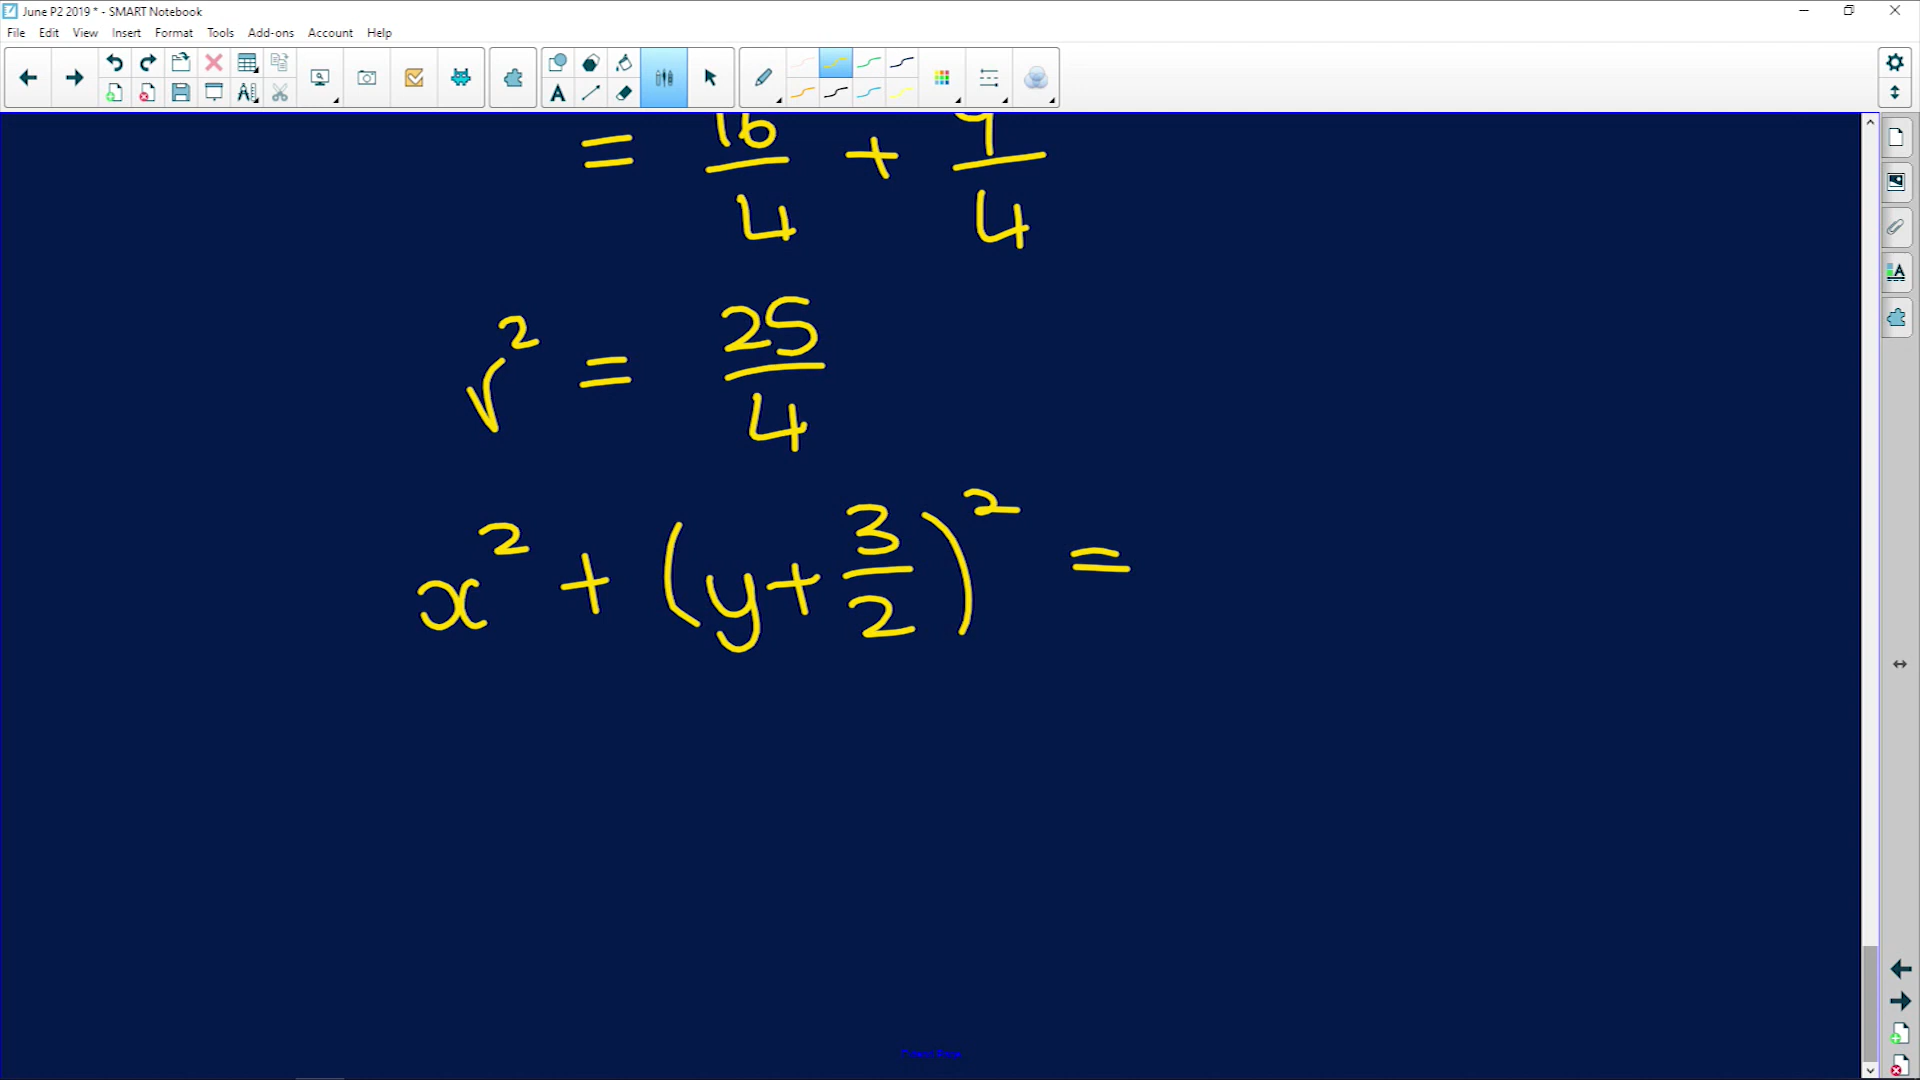 June P2 2019 * - SMART Notebook
File Edit View Insert Format Tools Add-ons Account Help
= 16/4 + 9/4
r² = 25/4
x² + (y + 3/2)² =